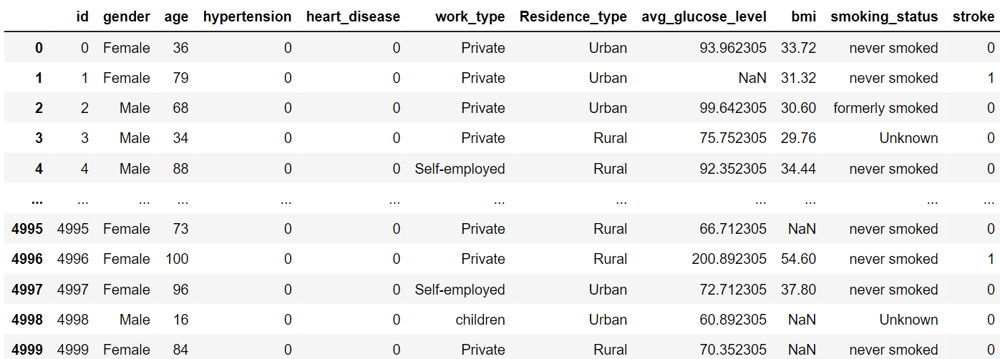 id gender age hypertension heart_disease work_type Residence_type avg_glucose_level bmi smoking_status stroke
0 0 Female 36 0 0 Private Urban 93.962305 33.72 never smoked 0
1 1 Female 79 0 0 Private Urban NaN 31.32 never smoked 1
2 2 Male 68 0 0 Private Urban 99.642305 30.60 formerly smoked 0
3 3 Male 34 0 0 Private Rural 75.752305 29.76 Unknown 0
4 4 Male 88 0 0 Self-employed Rural 92.352305 34.44 never smoked 0
... ... ... ... ... ... ... ... ... ... ... ...
4995 4995 Female 73 0 0 Private Rural 66.712305 NaN never smoked 0
4996 4996 Female 100 0 0 Private Rural 200.892305 54.60 never smoked 1
4997 4997 Female 96 0 0 Self-employed Urban 72.712305 37.80 never smoked 0
4998 4998 Male 16 0 0 children Urban 60.892305 NaN Unknown 0
4999 4999 Female 84 0 0 Private Rural 70.352305 NaN never smoked 0